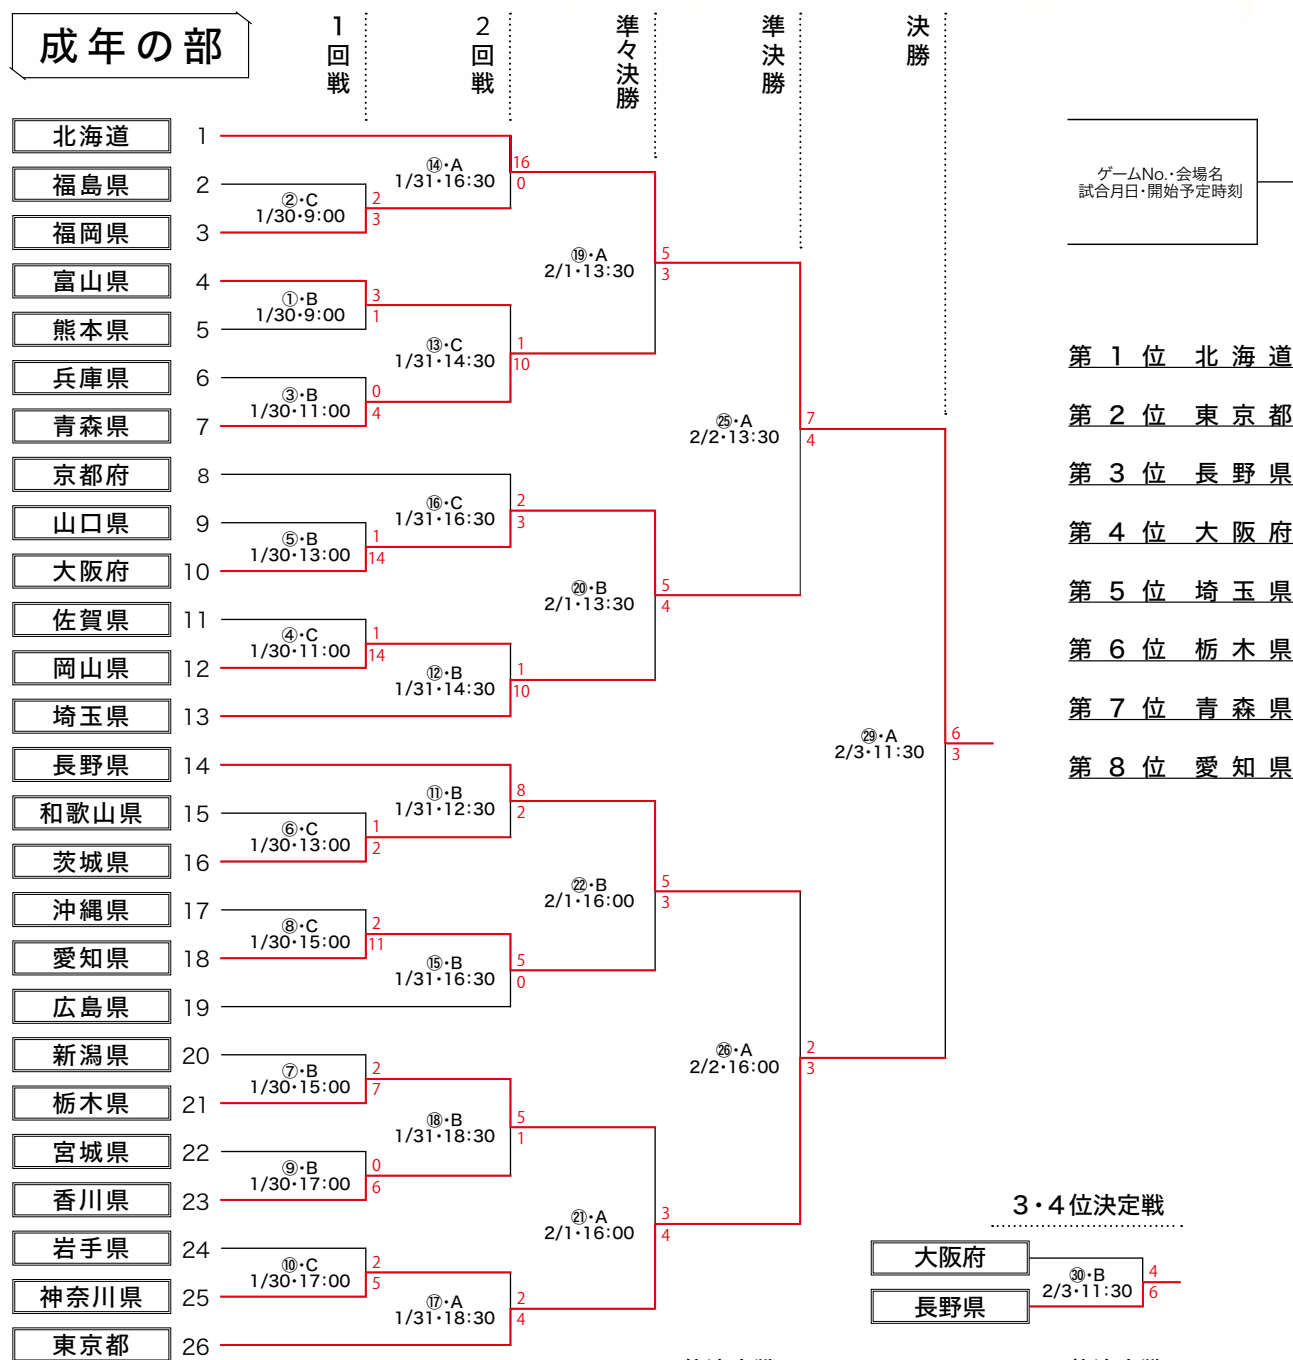 成年の部
1回戦
2回戦
準々決勝
準決勝
決勝
北海道 1
福島県 2
福岡県 3
富山県 4
熊本県 5
兵庫県 6
青森県 7
京都府 8
山口県 9
大阪府 10
佐賀県 11
岡山県 12
埼玉県 13
長野県 14
和歌山県 15
茨城県 16
沖縄県 17
愛知県 18
広島県 19
新潟県 20
栃木県 21
宮城県 22
香川県 23
岩手県 24
神奈川県 25
東京都 26
②・C
1/30・9:00
2
3
①・B
1/30・9:00
3
1
③・B
1/30・11:00
0
4
⑤・B
1/30・13:00
1
14
④・C
1/30・11:00
1
14
⑥・C
1/30・13:00
1
2
⑧・C
1/30・15:00
2
11
⑦・B
1/30・15:00
2
7
⑨・B
1/30・17:00
0
6
⑩・C
1/30・17:00
2
5
⑭・A
1/31・16:30
16
0
⑬・C
1/31・14:30
1
10
⑯・C
1/31・16:30
2
3
⑫・B
1/31・14:30
1
10
⑪・B
1/31・12:30
8
2
⑮・B
1/31・16:30
5
0
⑱・B
1/31・18:30
5
1
⑰・A
1/31・18:30
2
4
⑲・A
2/1・13:30
5
3
⑳・B
2/1・13:30
5
4
㉒・B
2/1・16:00
5
3
㉑・A
2/1・16:00
3
4
㉕・A
2/2・13:30
7
4
㉖・A
2/2・16:00
2
3
㉙・A
2/3・11:30
6
3
ゲームNo.・会場名
試合月日・開始予定時刻
第1位 北海道
第2位 東京都
第3位 長野県
第4位 大阪府
第5位 埼玉県
第6位 栃木県
第7位 青森県
第8位 愛知県
3・4位決定戦
大阪府
長野県
㉚・B
2/3・11:30
4
6